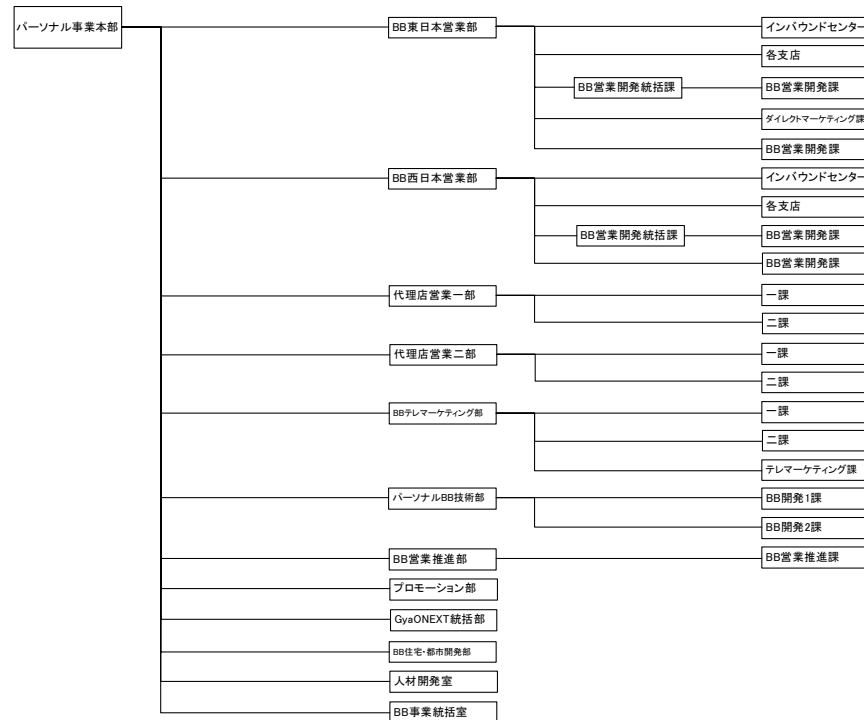 パーソナル事業本部
BB東日本営業部
インバウンドセンター
各支店
BB営業開発統括課
BB営業開発課
ダイレクトマーケティング課
BB営業開発課
BB西日本営業部
インバウンドセンター
各支店
BB営業開発統括課
BB営業開発課
BB営業開発課
代理店営業一部
一課
二課
代理店営業二部
一課
二課
BBテレマーケティング部
一課
二課
テレマーケティング課
パーソナルBB技術部
BB開発1課
BB開発2課
BB営業推進部
BB営業推進課
プロモーション部
GyaONEXT統括部
BB住宅・都市開発部
人材開発室
BB事業統括室